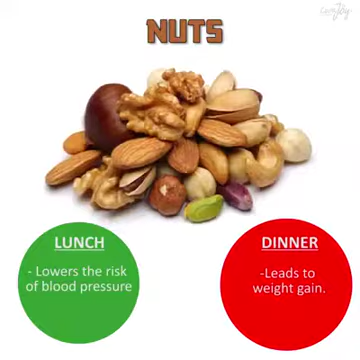 NUTS
LUNCH
- Lowers the risk
of blood pressure
DINNER
-Leads to
weight gain.